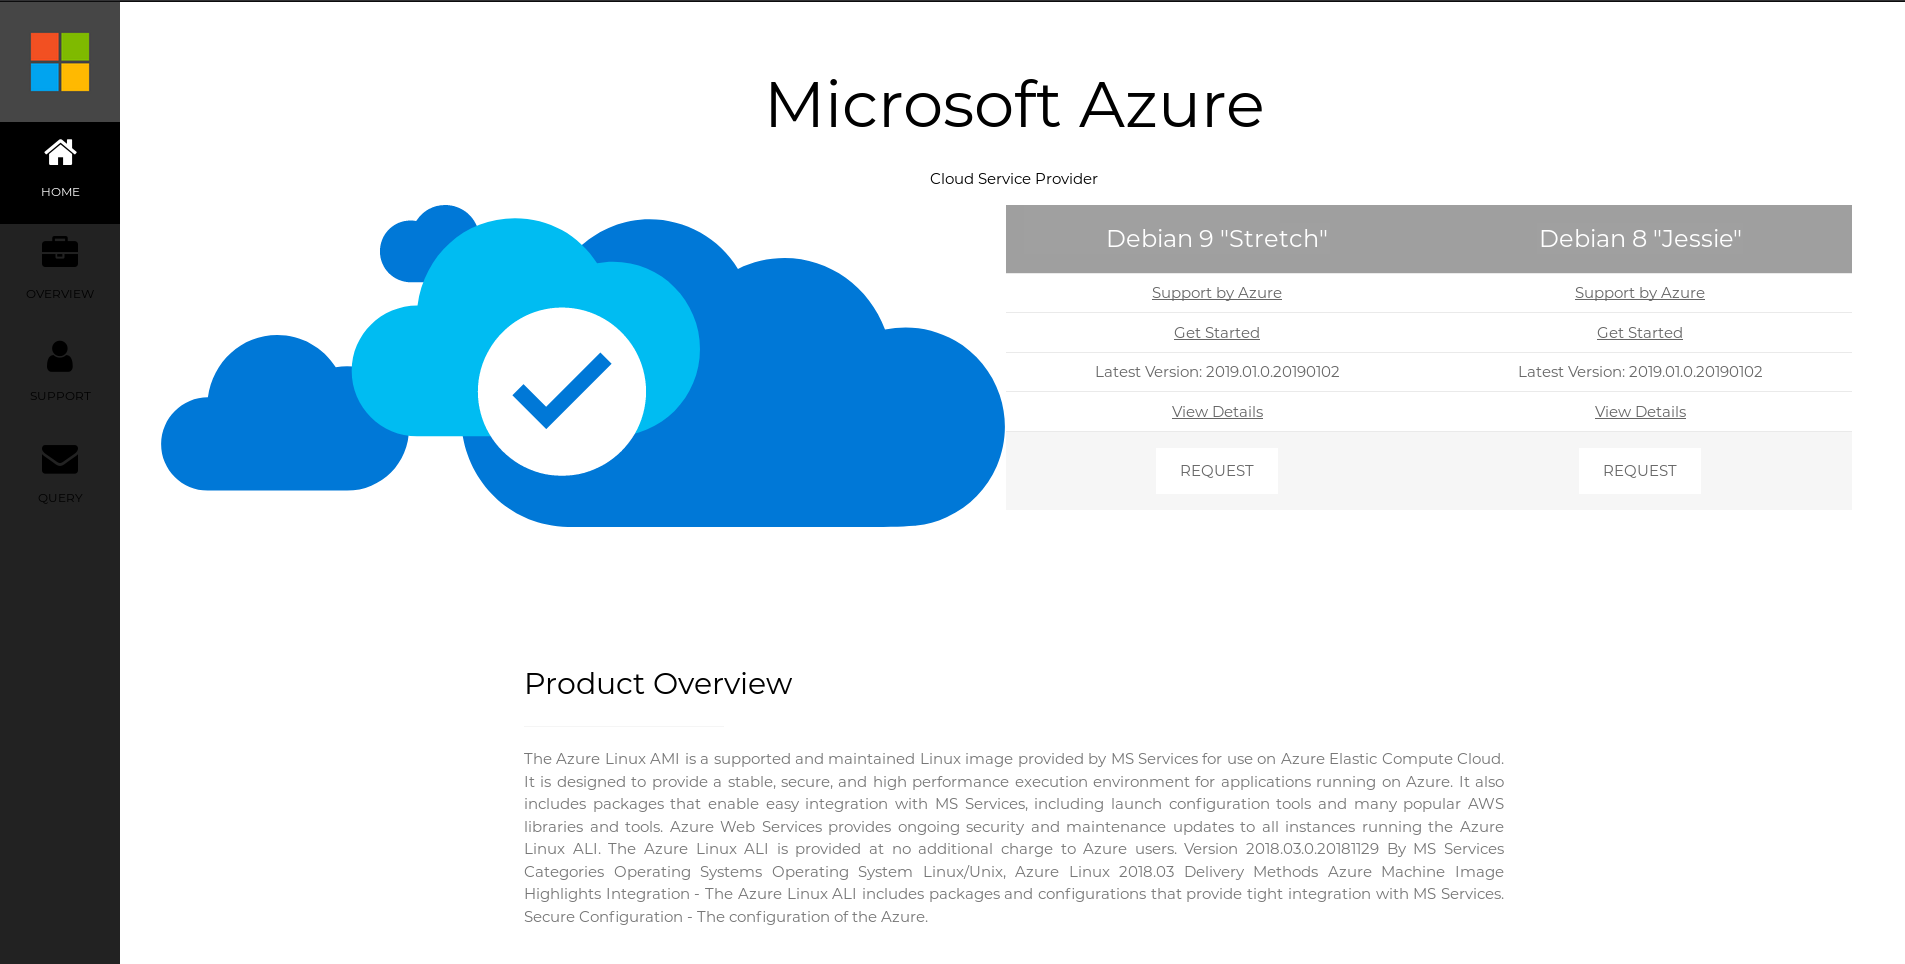 Microsoft Azure
Cloud Service Provider
HOME
OVERVIEW
SUPPORT
QUERY
Debian 9 "Stretch" Debian 8 "Jessie"
Support by Azure Support by Azure
Get Started Get Started
Latest Version: 2019.01.0.20190102 Latest Version: 2019.01.0.20190102
View Details View Details
REQUEST REQUEST
Product Overview
The Azure Linux AMI is a supported and maintained Linux image provided by MS Services for use on Azure Elastic Compute Cloud.
It is designed to provide a stable, secure, and high performance execution environment for applications running on Azure. It also
includes packages that enable easy integration with MS Services, including launch configuration tools and many popular AWS
libraries and tools. Azure Web Services provides ongoing security and maintenance updates to all instances running the Azure
Linux ALI. The Azure Linux ALI is provided at no additional charge to Azure users. Version 2018.03.0.20181129 By MS Services
Categories Operating Systems Operating System Linux/Unix, Azure Linux 2018.03 Delivery Methods Azure Machine Image
Highlights Integration - The Azure Linux ALI includes packages and configurations that provide tight integration with MS Services.
Secure Configuration - The configuration of the Azure.